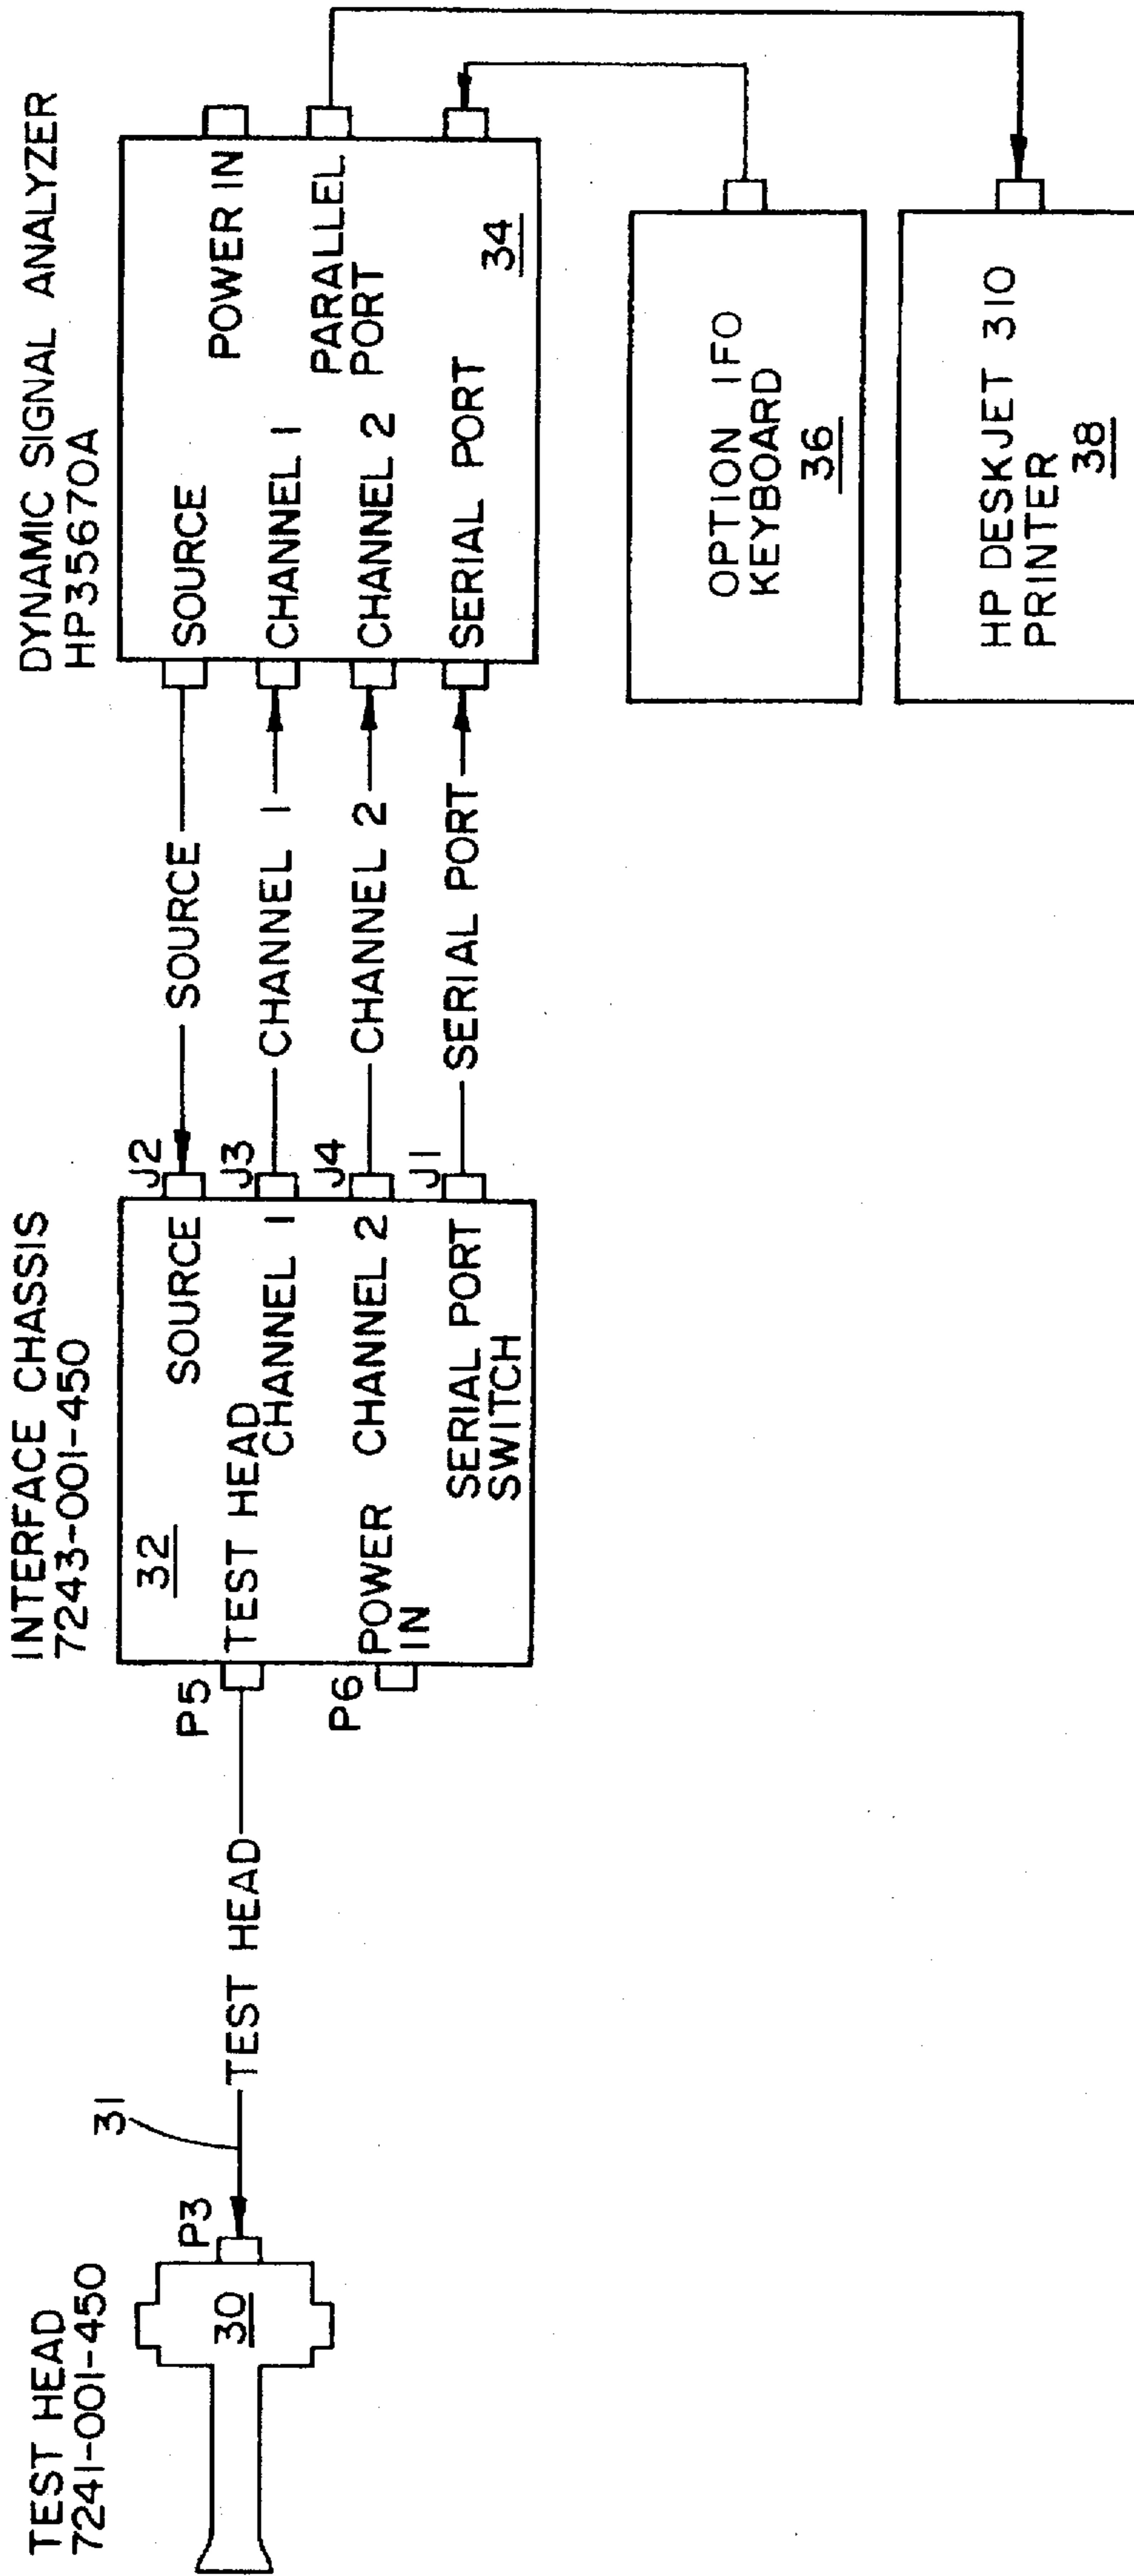 TEST HEAD
7241-001-450
30
P3
31
TEST HEAD
INTERFACE CHASSIS
7243-001-450
32
P5
TEST HEAD
P6
POWER
IN
SOURCE
CHANNEL 1
CHANNEL 2
SERIAL PORT
SWITCH
J2
J3
J4
J1
SOURCE
CHANNEL 1
CHANNEL 2
SERIAL PORT
DYNAMIC SIGNAL ANALYZER
HP35670A
SOURCE
CHANNEL 1
CHANNEL 2
SERIAL PORT
POWER IN
PARALLEL
PORT
34
OPTION 1F0
KEYBOARD
36
HP DESKJET 310
PRINTER
38